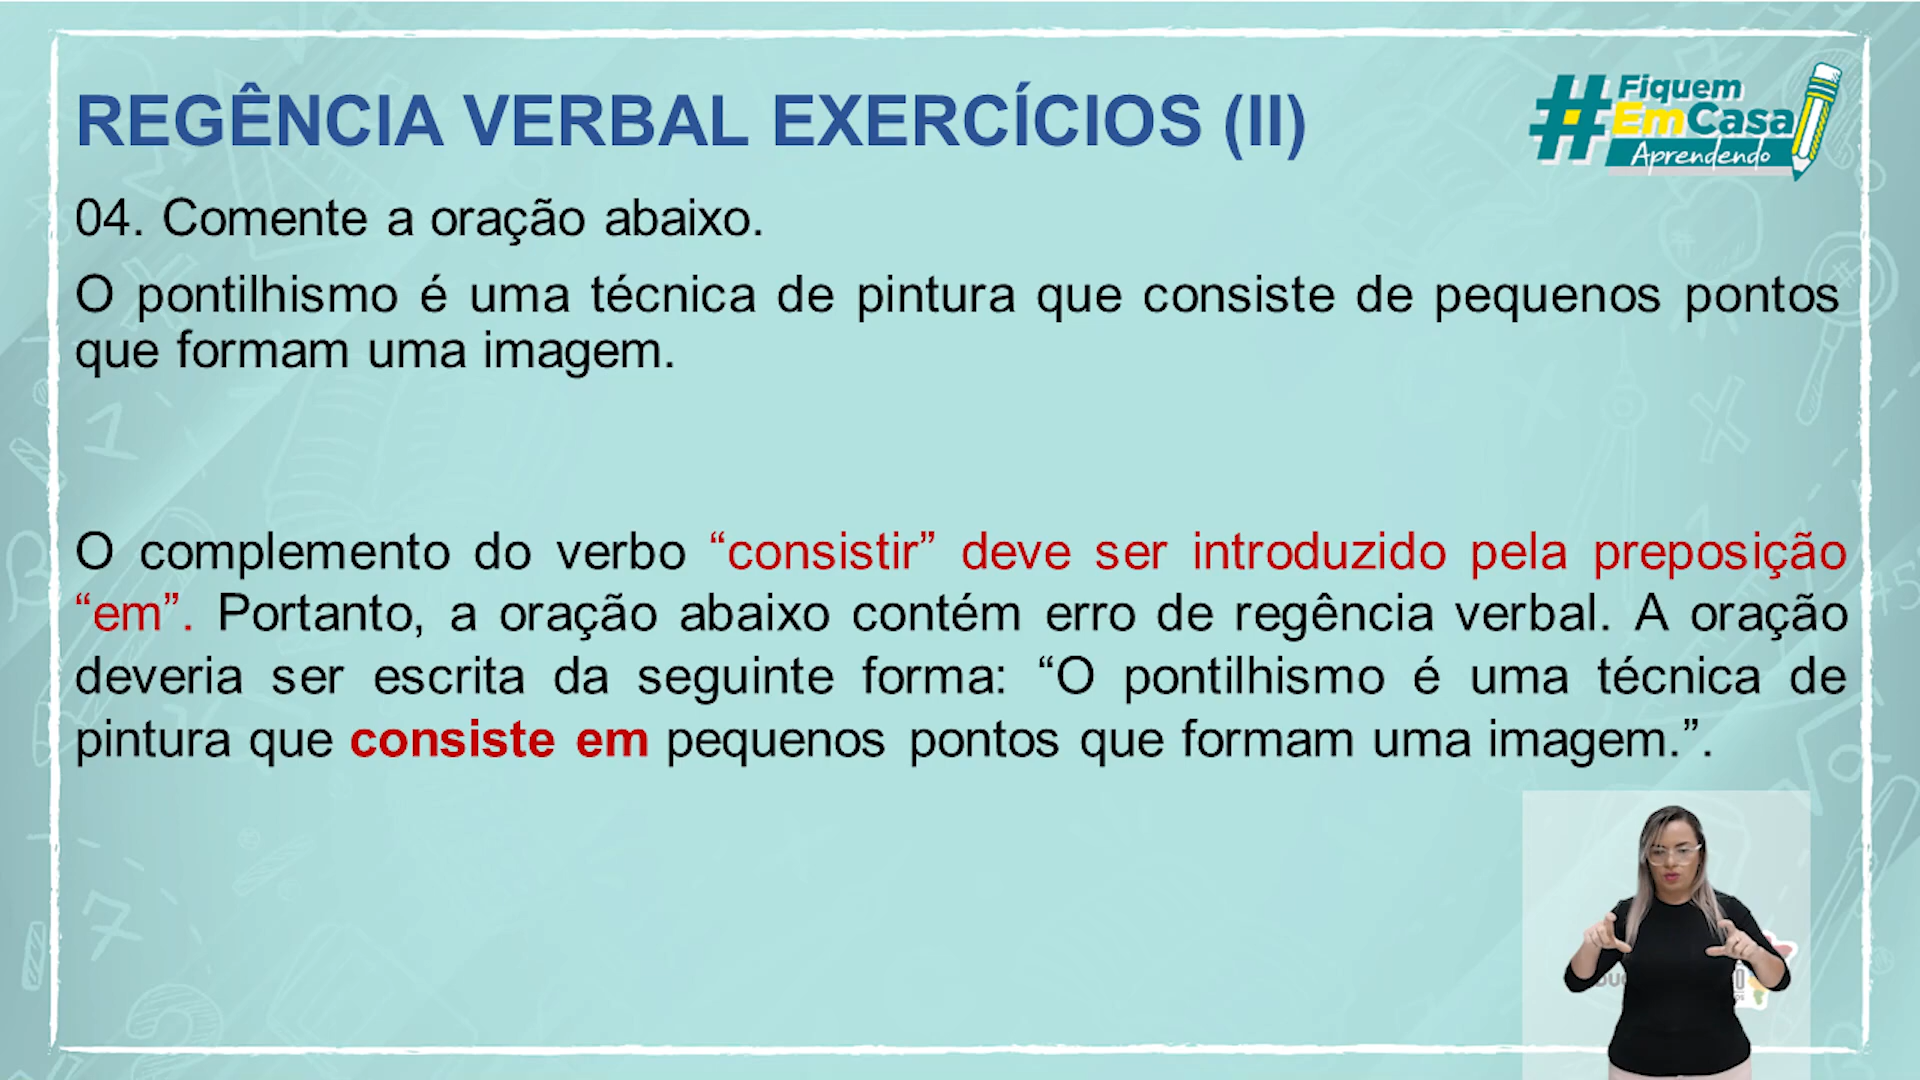 REGÊNCIA VERBAL EXERCÍCIOS (II)
#Fiquem
EmCasa
Aprendendo
04. Comente a oração abaixo.
O pontilhismo é uma técnica de pintura que consiste de pequenos pontos
que formam uma imagem.
O complemento do verbo “consistir” deve ser introduzido pela preposição
“em”. Portanto, a oração abaixo contém erro de regência verbal. A oração
deveria ser escrita da seguinte forma: “O pontilhismo é uma técnica de
pintura que consiste em pequenos pontos que formam uma imagem.”.